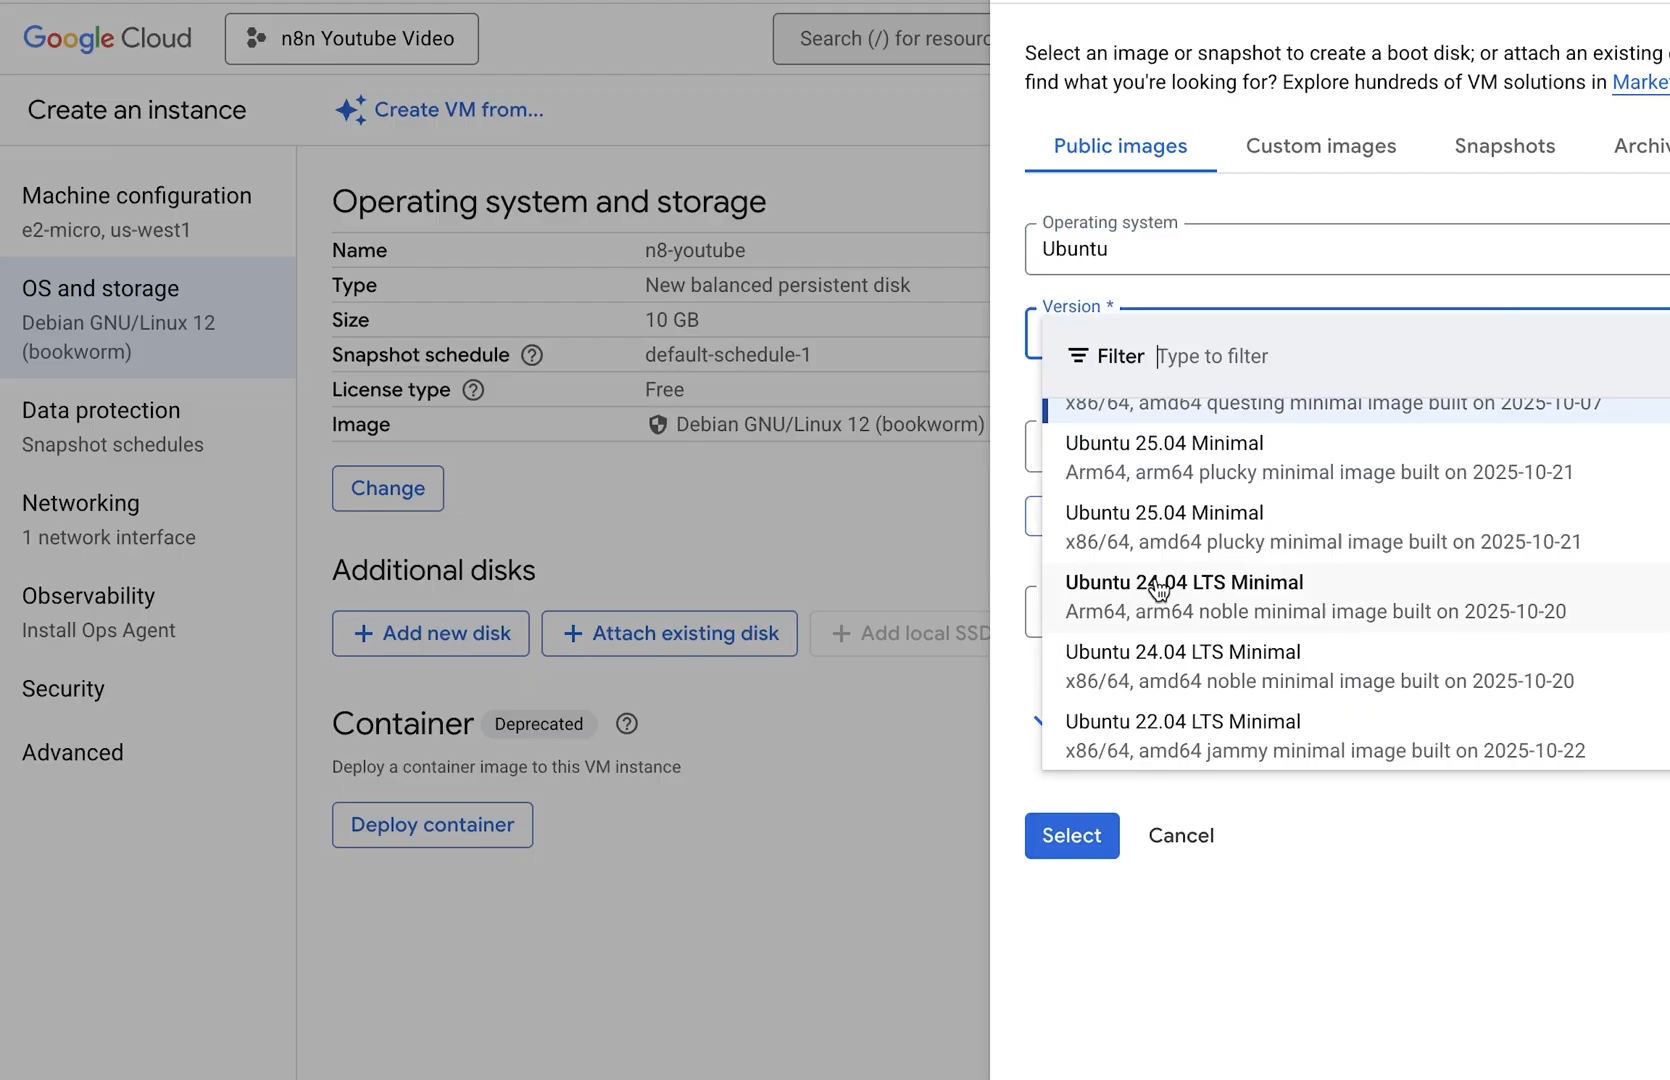 Google Cloud
n8n Youtube Video
Search (/) for resourc
Create an instance
Create VM from...
Machine configuration
e2-micro, us-west1
OS and storage
Debian GNU/Linux 12
(bookworm)
Data protection
Snapshot schedules
Networking
1 network interface
Observability
Install Ops Agent
Security
Advanced
Operating system and storage
Name n8-youtube
Type New balanced persistent disk
Size 10 GB
Snapshot schedule default-schedule-1
License type Free
Image Debian GNU/Linux 12 (bookworm)
Change
Additional disks
+ Add new disk
+ Attach existing disk
+ Add local SSD
Container Deprecated
Deploy a container image to this VM instance
Deploy container
Select an image or snapshot to create a boot disk; or attach an existing
find what you're looking for? Explore hundreds of VM solutions in Marke
Public images
Custom images
Snapshots
Archiv
Operating system
Ubuntu
Version *
Filter Type to filter
x86/64, amd64 questing minimal image built on 2025-10-07
Ubuntu 25.04 Minimal
Arm64, arm64 plucky minimal image built on 2025-10-21
Ubuntu 25.04 Minimal
x86/64, amd64 plucky minimal image built on 2025-10-21
Ubuntu 24.04 LTS Minimal
Arm64, arm64 noble minimal image built on 2025-10-20
Ubuntu 24.04 LTS Minimal
x86/64, amd64 noble minimal image built on 2025-10-20
Ubuntu 22.04 LTS Minimal
x86/64, amd64 jammy minimal image built on 2025-10-22
Select
Cancel